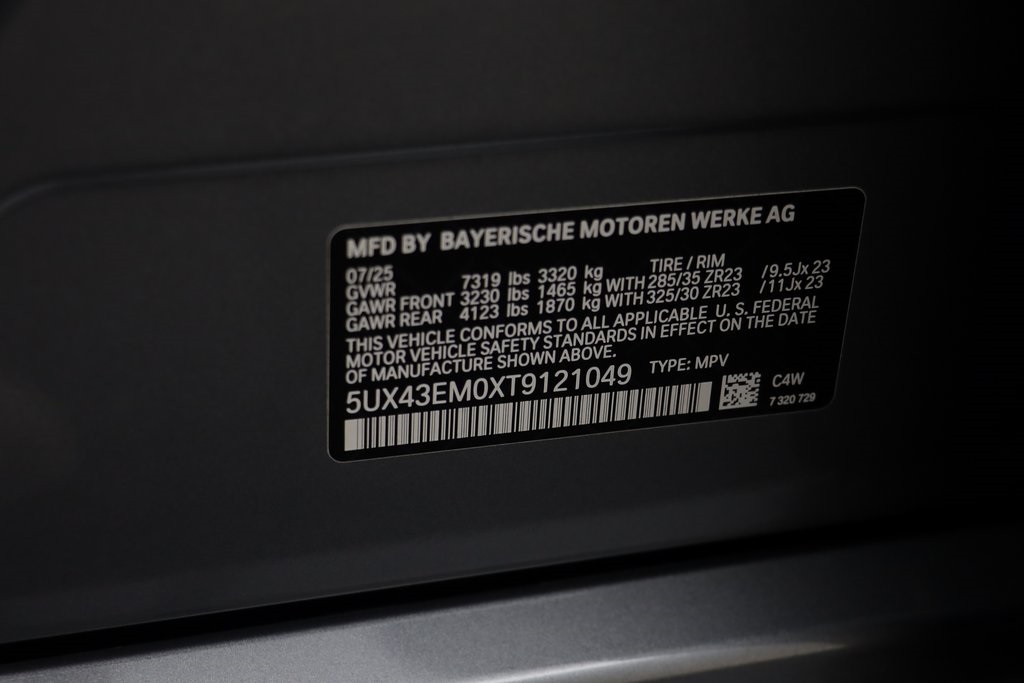 MFD BY BAYERISCHE MOTOREN WERKE AG
07/25 TIRE / RIM
GVWR 7319 lbs 3320 kg
GAWR FRONT 3230 lbs 1465 kg WITH 285/35 ZR23 /9.5Jx 23
GAWR REAR 4123 lbs 1870 kg WITH 325/30 ZR23 /11Jx 23
THIS VEHICLE CONFORMS TO ALL APPLICABLE U. S. FEDERAL
MOTOR VEHICLE SAFETY STANDARDS IN EFFECT ON THE DATE
OF MANUFACTURE SHOWN ABOVE.
5UX43EM0XT9121049 TYPE: MPV
C4W
7 320 729